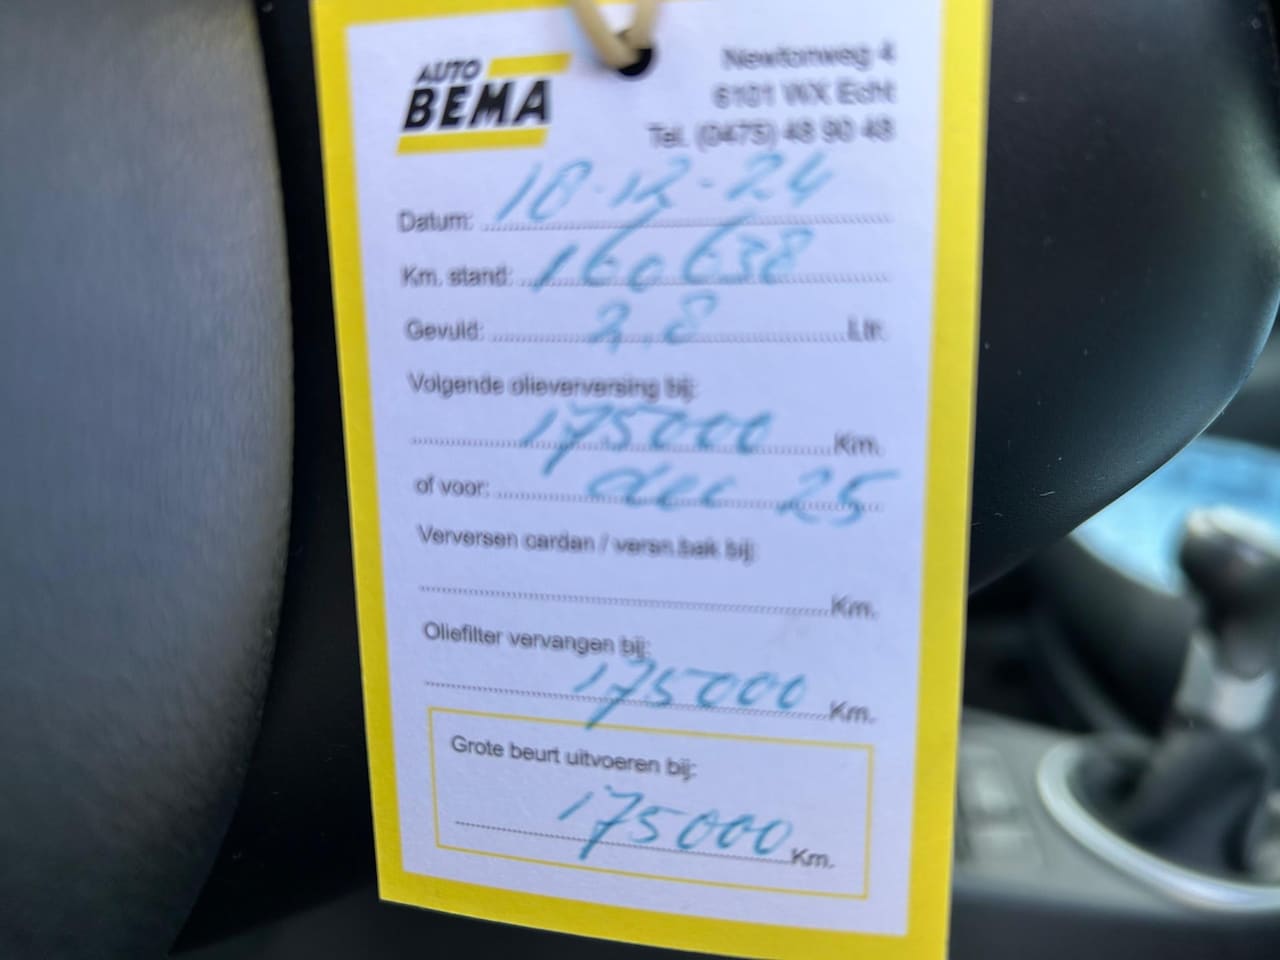 AUTO
BEMA
Newtonweg 4
6101 WX Echt
Tel. (0475) 48 90 48
Datum: 18-12-24
Km. stand: 160638
Gevuld: 2,8 Ltr.
Volgende olieverversing bij:
175000 Km.
of voor: dec 25
Verversen cardan / versn.bak bij:
Km.
Oliefilter vervangen bij:
175000 Km.
Grote beurt uitvoeren bij:
175000 Km.